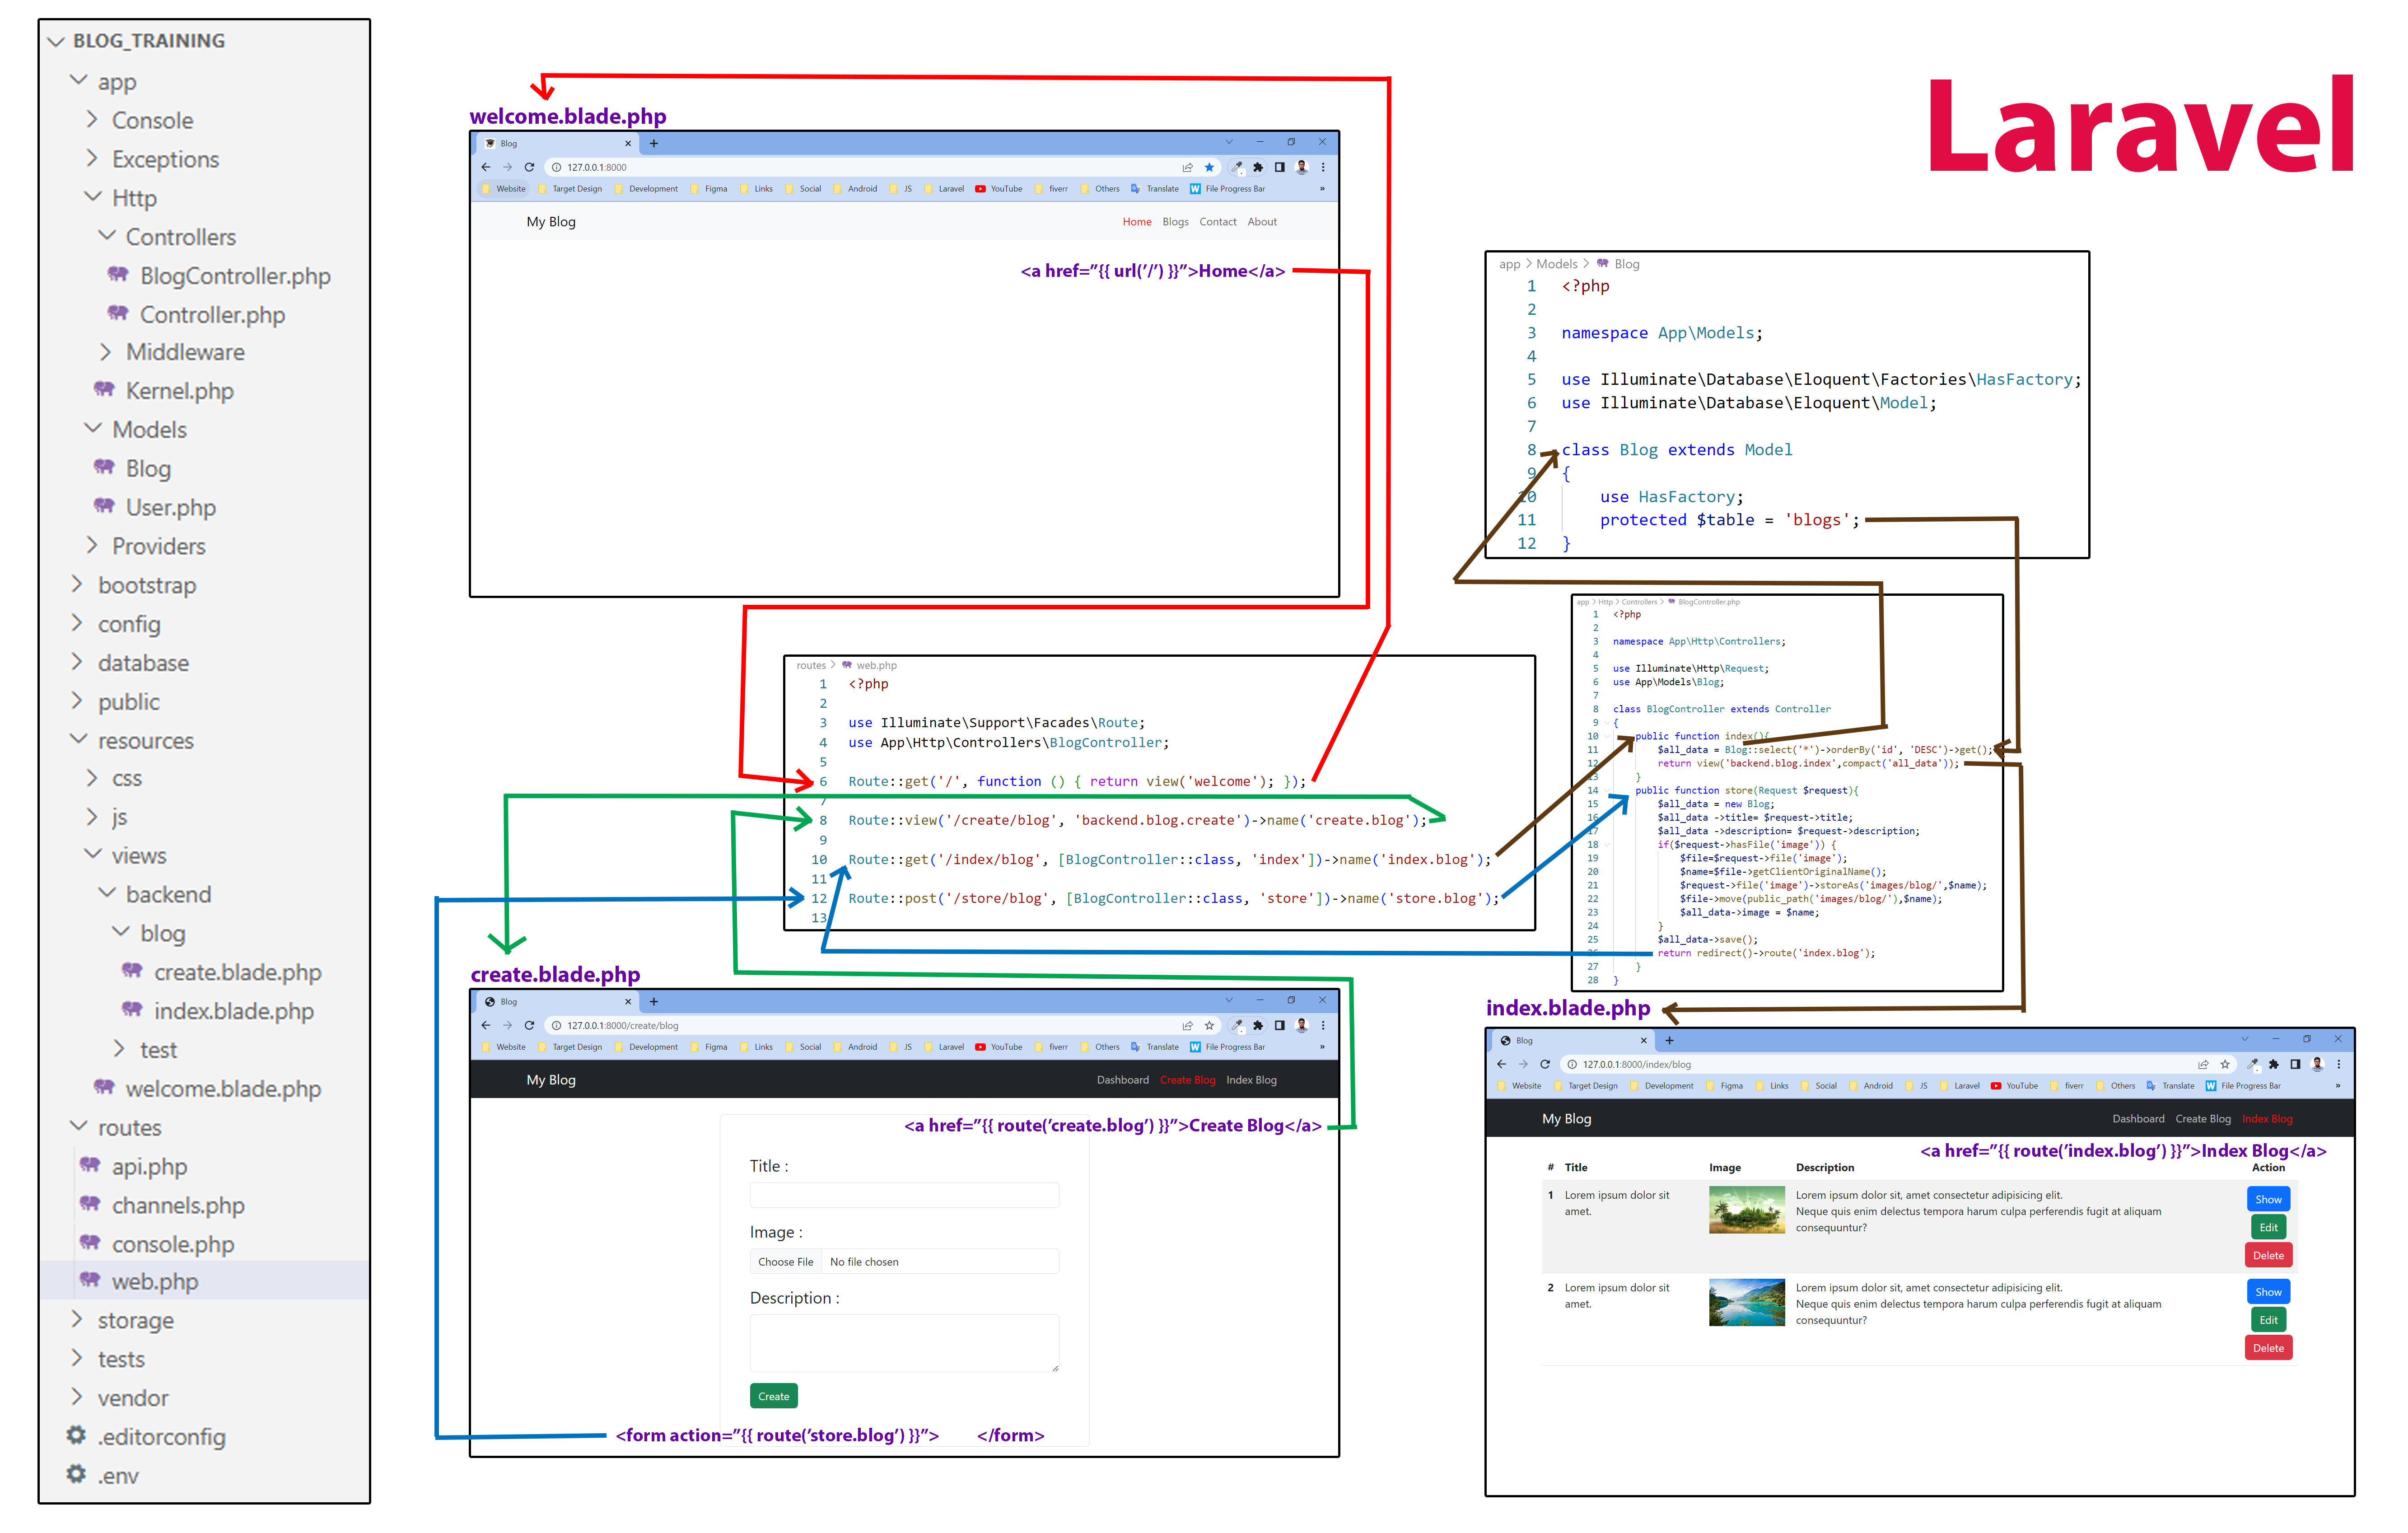 BLOG_TRAINING
app
Console
Exceptions
Http
Controllers
BlogController.php
Controller.php
Middleware
Kernel.php
Models
Blog
User.php
Providers
bootstrap
config
database
public
resources
css
js
views
backend
blog
create.blade.php
index.blade.php
test
welcome.blade.php
routes
api.php
channels.php
console.php
web.php
storage
tests
vendor
.editorconfig
.env
Laravel
welcome.blade.php
Blog
127.0.0.1:8000
Website Target Design Development Figma Links Social Android JS Laravel YouTube fiverr Others Translate File Progress Bar »
My Blog Home Blogs Contact About
<a href="{{ url('/') }}">Home</a>
app > Models > Blog
1 <?php
2
3 namespace App\Models;
4
5 use Illuminate\Database\Eloquent\Factories\HasFactory;
6 use Illuminate\Database\Eloquent\Model;
7
8 class Blog extends Model
9 {
10 use HasFactory;
11 protected $table = 'blogs';
12 }
routes > web.php
1 <?php
2
3 use Illuminate\Support\Facades\Route;
4 use App\Http\Controllers\BlogController;
5
6 Route::get('/', function () { return view('welcome'); });
7
8 Route::view('/create/blog', 'backend.blog.create')->name('create.blog');
9
10 Route::get('/index/blog', [BlogController::class, 'index'])->name('index.blog');
11
12 Route::post('/store/blog', [BlogController::class, 'store'])->name('store.blog');
13
app > Http > Controllers > BlogController.php
1 <?php
2
3 namespace App\Http\Controllers;
4
5 use Illuminate\Http\Request;
6 use App\Models\Blog;
7
8 class BlogController extends Controller
9 {
10 public function index(){
11 $all_data = Blog::select('*')->orderBy('id', 'DESC')->get();
12 return view('backend.blog.index',compact('all_data'));
13 }
14 public function store(Request $request){
15 $all_data = new Blog;
16 $all_data ->title= $request->title;
17 $all_data ->description= $request->description;
18 if($request->hasFile('image')) {
19 $file=$request->file('image');
20 $name=$file->getClientOriginalName();
21 $request->file('image')->storeAs('images/blog/',$name);
22 $file->move(public_path('images/blog/'),$name);
23 $all_data->image = $name;
24 }
25 $all_data->save();
26 return redirect()->route('index.blog');
27 }
28 }
create.blade.php
Blog
127.0.0.1:8000/create/blog
Website Target Design Development Figma Links Social Android JS Laravel YouTube fiverr Others Translate File Progress Bar »
My Blog Dashboard Create Blog Index Blog
<a href="{{ route('create.blog') }}">Create Blog</a>
Title :
Image :
Choose File No file chosen
Description :
Create
<form action="{{ route('store.blog') }}"> </form>
index.blade.php
Blog
127.0.0.1:8000/index/blog
Website Target Design Development Figma Links Social Android JS Laravel YouTube fiverr Others Translate File Progress Bar »
My Blog Dashboard Create Blog Index Blog
<a href="{{ route('index.blog') }}">Index Blog</a>
# Title Image Description Action
1 Lorem ipsum dolor sit amet. Lorem ipsum dolor sit, amet consectetur adipisicing elit. Show
Neque quis enim delectus tempora harum culpa perferendis fugit at aliquam consequuntur? Edit
Delete
2 Lorem ipsum dolor sit amet. Lorem ipsum dolor sit, amet consectetur adipisicing elit. Show
Neque quis enim delectus tempora harum culpa perferendis fugit at aliquam consequuntur? Edit
Delete